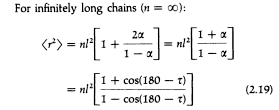 For infinitely long chains (n = ∞):
⟨r²⟩ = nl² [1 + 2α / (1 − α)] = nl² [(1 + α) / (1 − α)]
= nl² [(1 + cos(180 − τ)) / (1 − cos(180 − τ))] (2.19)